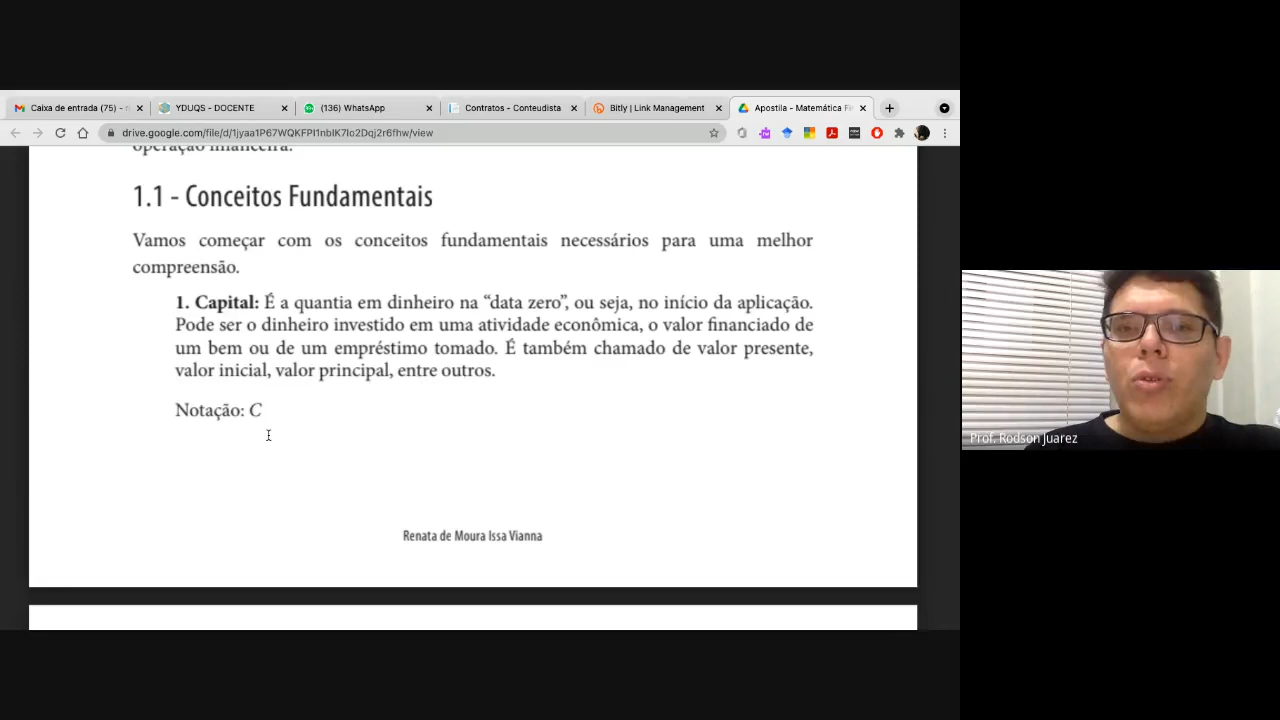 Caixa de entrada (75) - r
YDUQS - DOCENTE
(136) WhatsApp
Contratos - Conteudista
Bitly | Link Management
Apostila - Matemática Fi
drive.google.com/file/d/1jyaa1P67WQKFPI1nbIK7Io2Dqj2r6fhw/view
operação financeira.
1.1 - Conceitos Fundamentais
Vamos começar com os conceitos fundamentais necessários para uma melhor
compreensão.
1. Capital: É a quantia em dinheiro na “data zero”, ou seja, no início da aplicação.
Pode ser o dinheiro investido em uma atividade econômica, o valor financiado de
um bem ou de um empréstimo tomado. É também chamado de valor presente,
valor inicial, valor principal, entre outros.
Notação: C
Renata de Moura Issa Vianna
Prof. Rodson Juarez